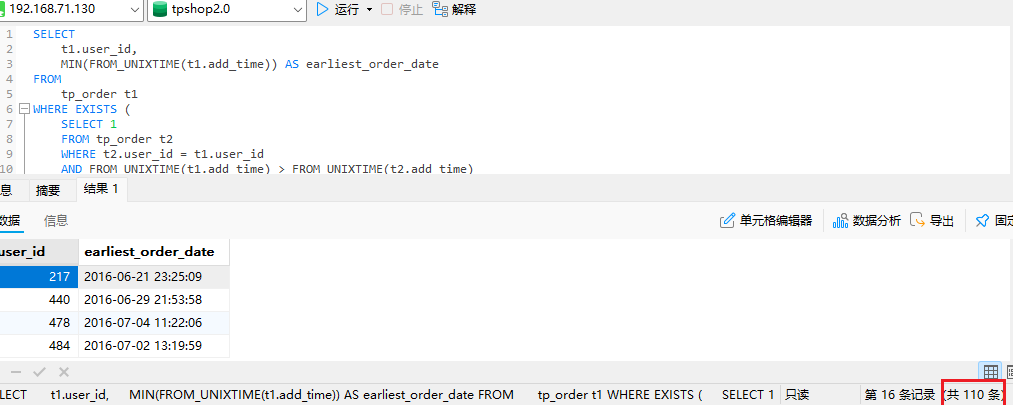 192.168.71.130 tpshop2.0 运行 停止 解释
1 SELECT
2 t1.user_id,
3 MIN(FROM_UNIXTIME(t1.add_time)) AS earliest_order_date
4 FROM
5 tp_order t1
6 WHERE EXISTS (
7 SELECT 1
8 FROM tp_order t2
9 WHERE t2.user_id = t1.user_id
10 AND FROM_UNIXTIME(t1.add_time) > FROM_UNIXTIME(t2.add_time)
息 摘要 结果 1
数据 信息 单元格编辑器 数据分析 导出 固定
user_id earliest_order_date
217 2016-06-21 23:25:09
440 2016-06-29 21:53:58
478 2016-07-04 11:22:06
484 2016-07-02 13:19:59
LECT t1.user_id, MIN(FROM_UNIXTIME(t1.add_time)) AS earliest_order_date FROM tp_order t1 WHERE EXISTS ( SELECT 1 只读 第 16 条记录 (共 110 条)